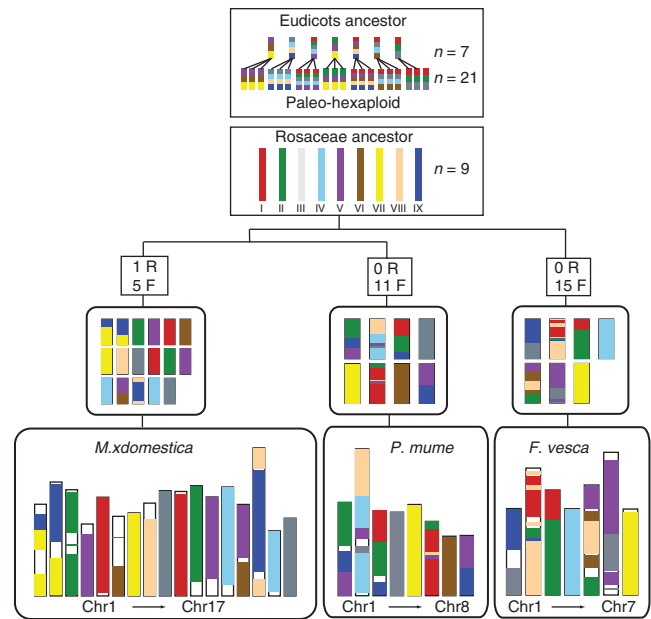 Eudicots ancestor
n = 7
n = 21
Paleo-hexaploid
Rosaceae ancestor
n = 9
I II III IV V VI VII VIII IX
1 R
5 F
0 R
11 F
0 R
15 F
M.xdomestica
P. mume
F. vesca
Chr1 Chr17
Chr1 Chr8
Chr1 Chr7